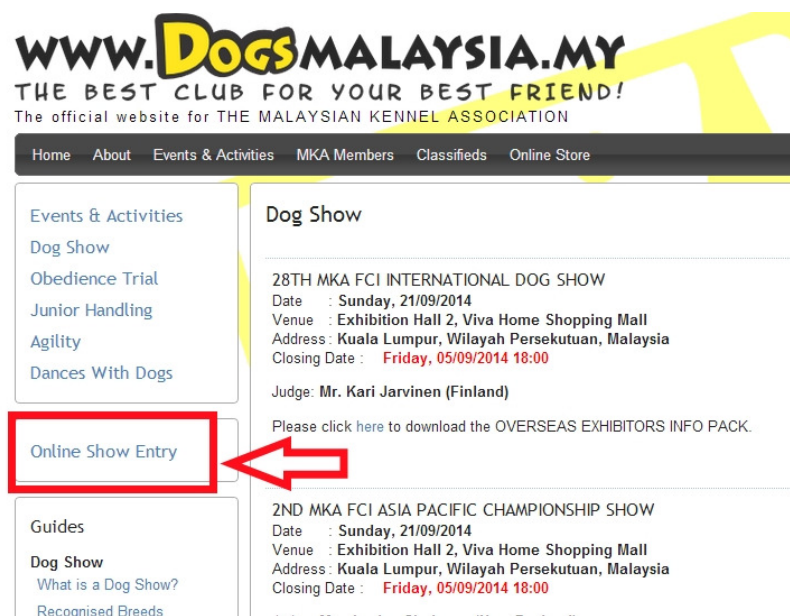 WWW.DOGSMALAYSIA.MY
THE BEST CLUB FOR YOUR BEST FRIEND!
The official website for THE MALAYSIAN KENNEL ASSOCIATION
Home About Events & Activities MKA Members Classifieds Online Store
Events & Activities
Dog Show
Obedience Trial
Junior Handling
Agility
Dances With Dogs
Online Show Entry
Guides
Dog Show
What is a Dog Show?
Recognised Breeds
Dog Show
28TH MKA FCI INTERNATIONAL DOG SHOW
Date : Sunday, 21/09/2014
Venue : Exhibition Hall 2, Viva Home Shopping Mall
Address : Kuala Lumpur, Wilayah Persekutuan, Malaysia
Closing Date : Friday, 05/09/2014 18:00
Judge: Mr. Kari Jarvinen (Finland)
Please click here to download the OVERSEAS EXHIBITORS INFO PACK.
2ND MKA FCI ASIA PACIFIC CHAMPIONSHIP SHOW
Date : Sunday, 21/09/2014
Venue : Exhibition Hall 2, Viva Home Shopping Mall
Address : Kuala Lumpur, Wilayah Persekutuan, Malaysia
Closing Date : Friday, 05/09/2014 18:00